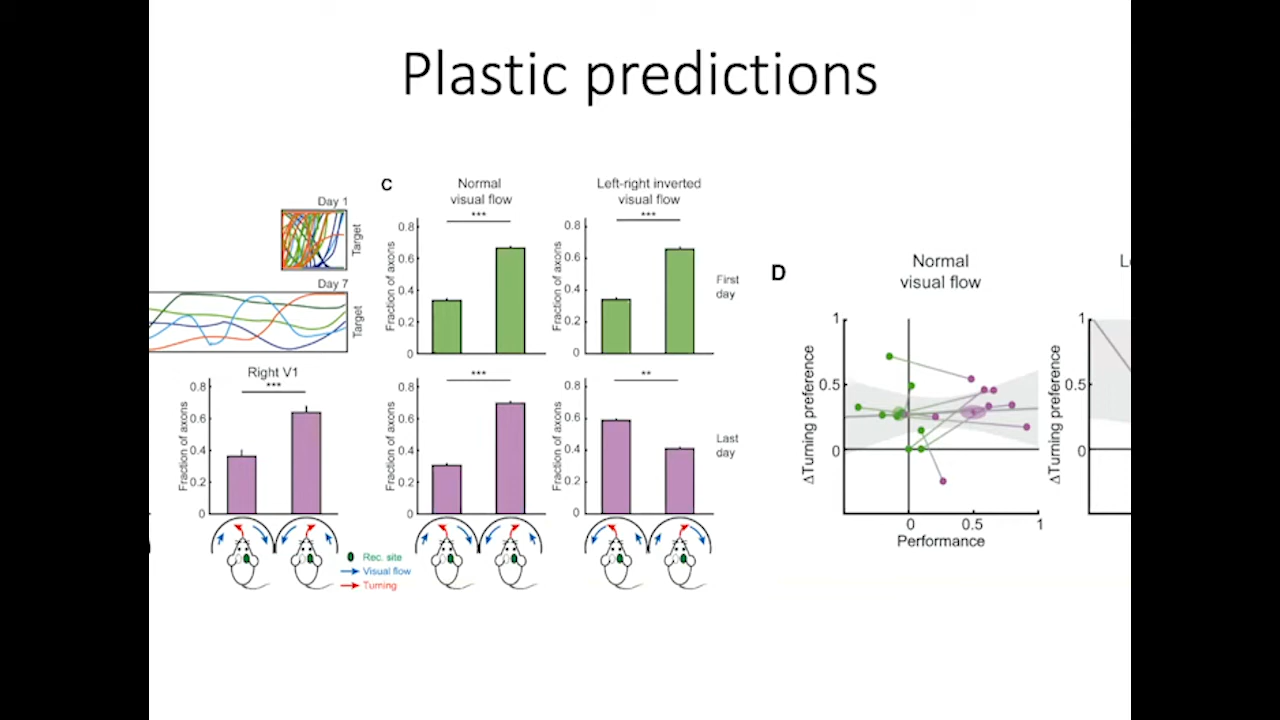 Plastic predictions
Day 1
Target
Day 7
Target
Right V1
***
Fraction of axons
0.8
0.6
0.4
0.2
0
C
Normal
visual flow
***
Fraction of axons
0.8
0.6
0.4
0.2
0
Left-right inverted
visual flow
***
Fraction of axons
0.8
0.6
0.4
0.2
0
First
day
***
Fraction of axons
0.8
0.6
0.4
0.2
0
**
Fraction of axons
0.8
0.6
0.4
0.2
0
Last
day
Rec. site
Visual flow
Turning
D
Normal
visual flow
ΔTurning preference
1
0.5
0
0
0.5
1
Performance
L
ΔTurning preference
1
0.5
0